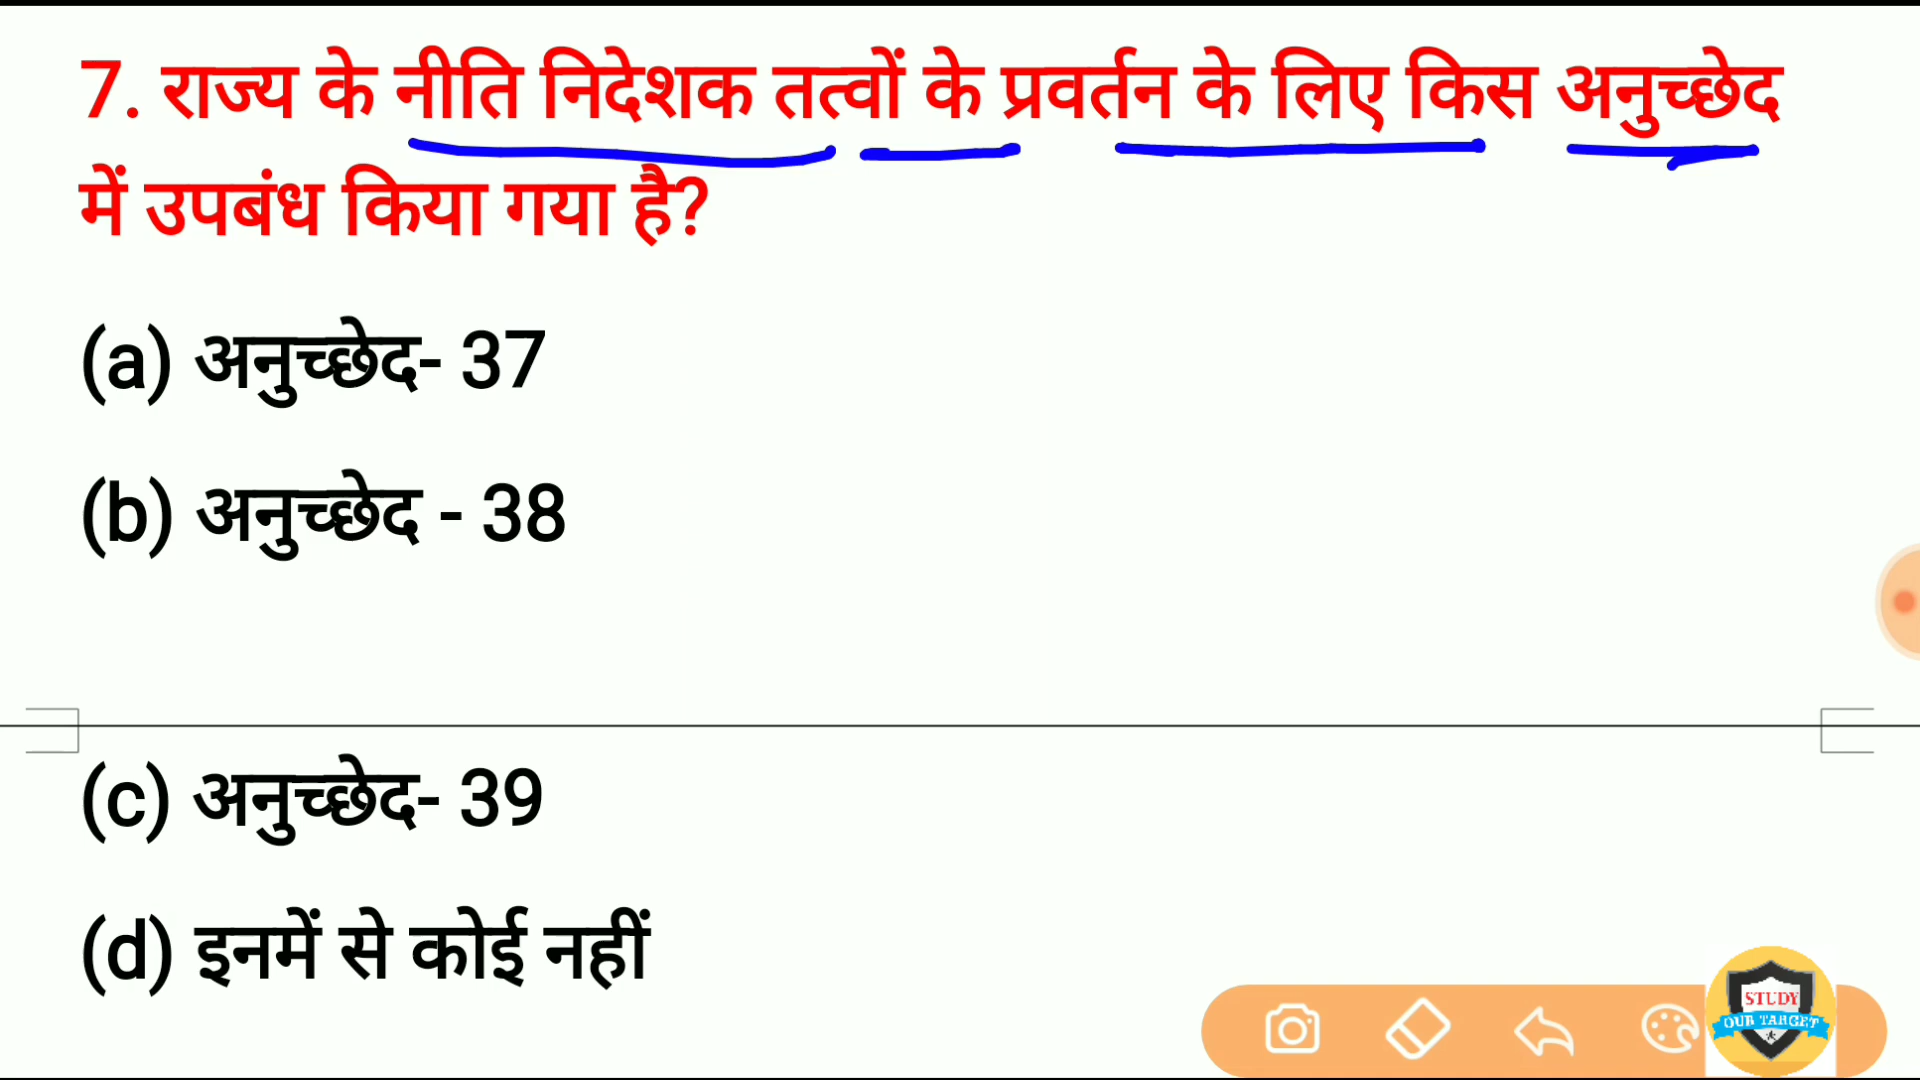 7. राज्य के नीति निदेशक तत्वों के प्रवर्तन के लिए किस अनुच्छेद
में उपबंध किया गया है?
(a) अनुच्छेद- 37
(b) अनुच्छेद - 38
(c) अनुच्छेद- 39
(d) इनमें से कोई नहीं
STUDY
OUR TARGET